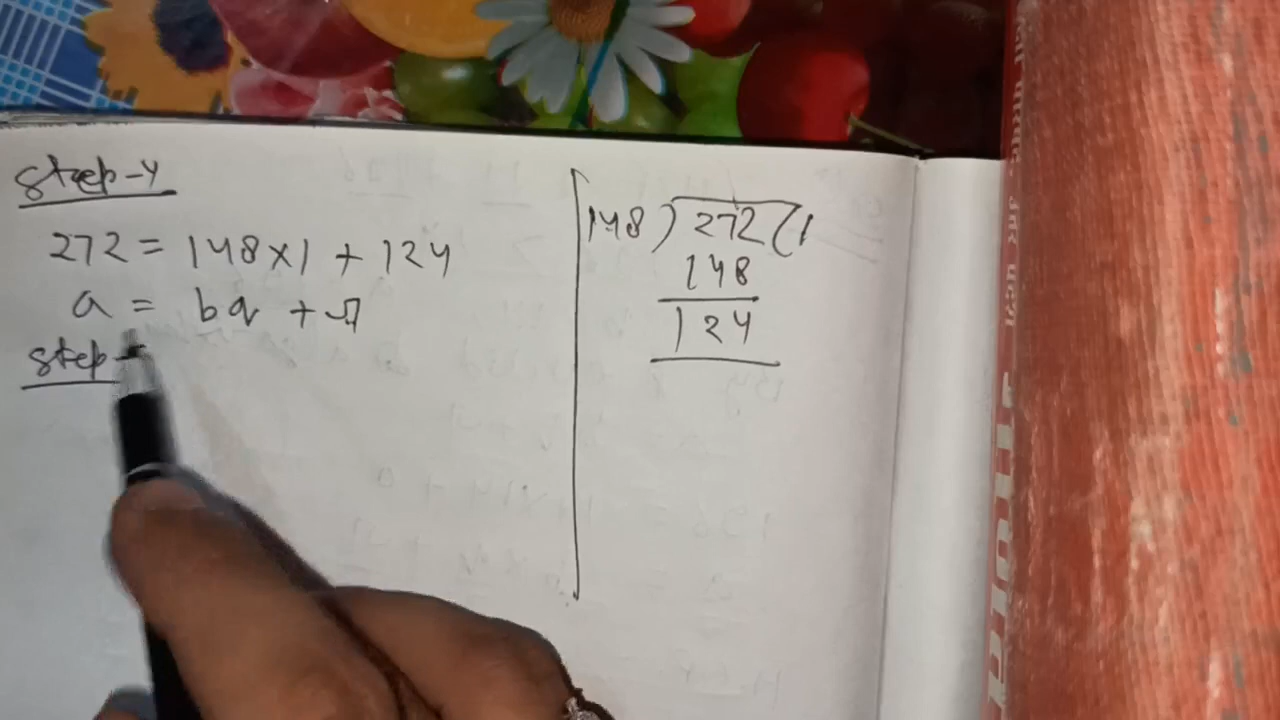 Step-4
272 = 148×1 + 124
a = bq + r
Step-
148 ) 272 ( 1
148
124